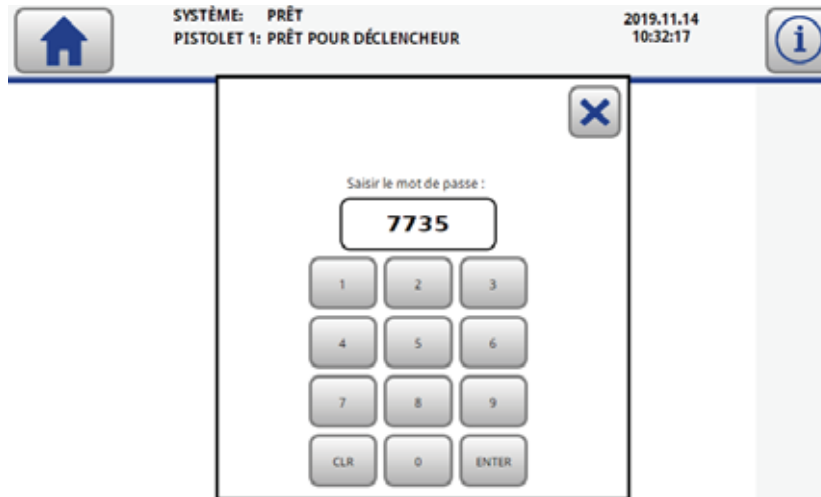 SYSTÈME: PRÊT
PISTOLET 1: PRÊT POUR DÉCLENCHEUR
2019.11.14
10:32:17
i
Saisir le mot de passe :
7735
1 2 3
4 5 6
7 8 9
CLR 0 ENTER